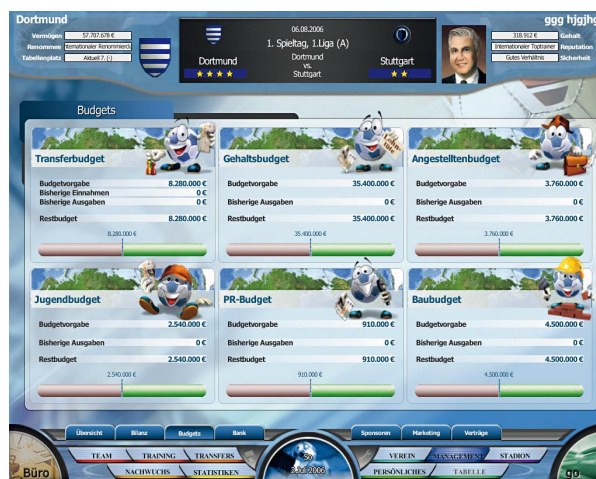 Dortmund
ggg hjgjhg
Vermögen 57.707.678 €
Renommee
Tabellenplatz Aktuell 7. (-)
06.08.2006
1. Spieltag, 1.Liga (A)
Dortmund
vs.
Stuttgart
Dortmund
Stuttgart
318.912 € Gehalt
Internationaler Toptrainer Reputation
Gutes Verhältnis Sicherheit
Budgets
Transferbudget
Budgetvorgabe 8.280.000 €
Bisherige Einnahmen 0 €
Bisherige Ausgaben 0 €
Restbudget 8.280.000 €
8.280.000 €
Gehaltsbudget
Budgetvorgabe 35.400.000 €
Bisherige Ausgaben 0 €
Restbudget 35.400.000 €
35.400.000 €
Angestelltenbudget
Budgetvorgabe 3.760.000 €
Bisherige Ausgaben 0 €
Restbudget 3.760.000 €
3.760.000 €
Jugendbudget
Budgetvorgabe 2.540.000 €
Bisherige Ausgaben 0 €
Restbudget 2.540.000 €
2.540.000 €
PR-Budget
Budgetvorgabe 910.000 €
Bisherige Ausgaben 0 €
Restbudget 910.000 €
910.000 €
Baubudget
Budgetvorgabe 4.500.000 €
Bisherige Ausgaben 0 €
Restbudget 4.500.000 €
4.500.000 €
Übersicht Bilanz Budgets Bank Sponsoren Marketing Verträge
TEAM TRAINING TRANSFERS So VEREIN MANAGEMENT STADION
Büro NACHWUCHS STATISTIKEN 2.Jul 2006 PERSÖNLICHES TABELLE go